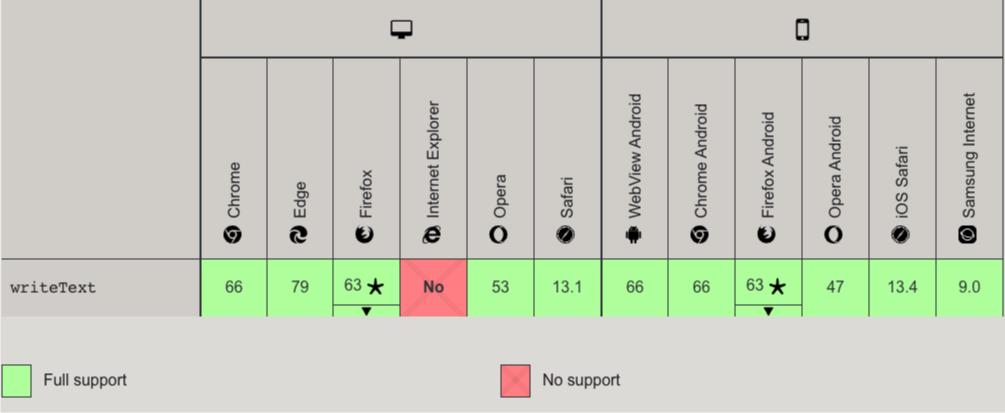 Chrome
Edge
Firefox
Internet Explorer
Opera
Safari
WebView Android
Chrome Android
Firefox Android
Opera Android
iOS Safari
Samsung Internet
writeText 66 79 63 ★ No 53 13.1 66 66 63 ★ 47 13.4 9.0
▼ ▼
Full support No support